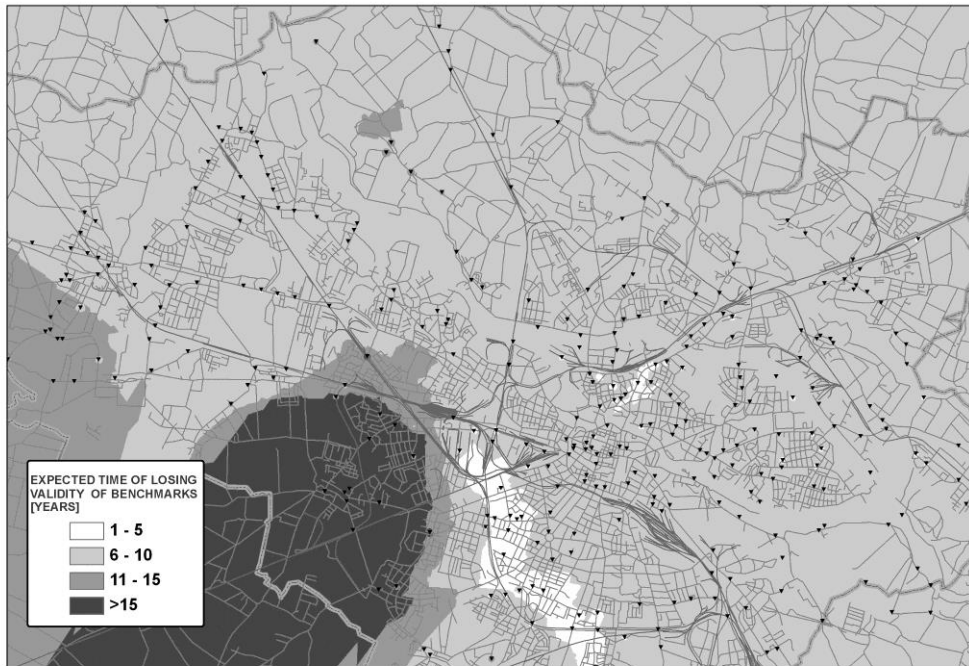 EXPECTED TIME OF LOSING
VALIDITY OF BENCHMARKS
[YEARS]
1 - 5
6 - 10
11 - 15
>15